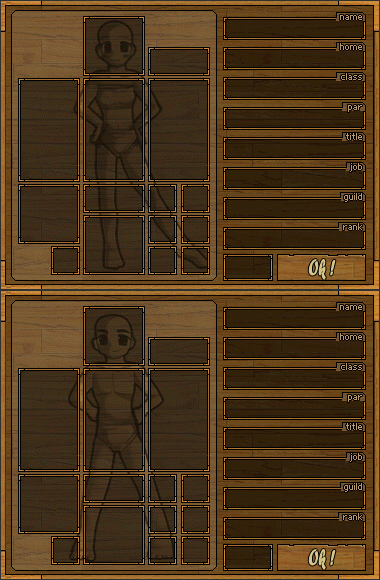 name
home
class
par
title
job
guild
rank
Ok!
name
home
class
par
title
job
guild
rank
Ok!